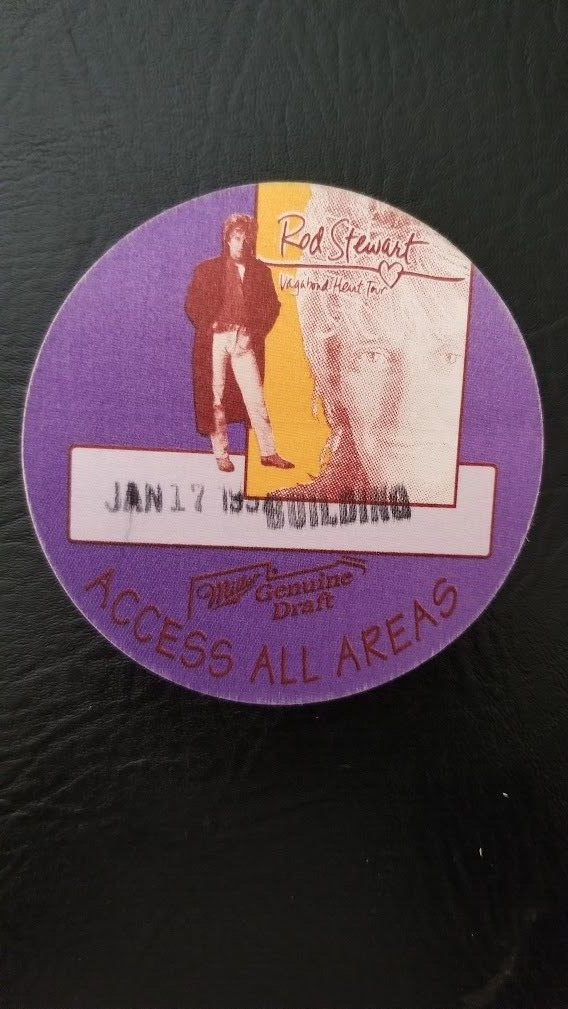 Rod Stewart
Vagabond Heart Tour
JAN 17
BUILDING
Miller
Genuine
Draft
ACCESS ALL AREAS